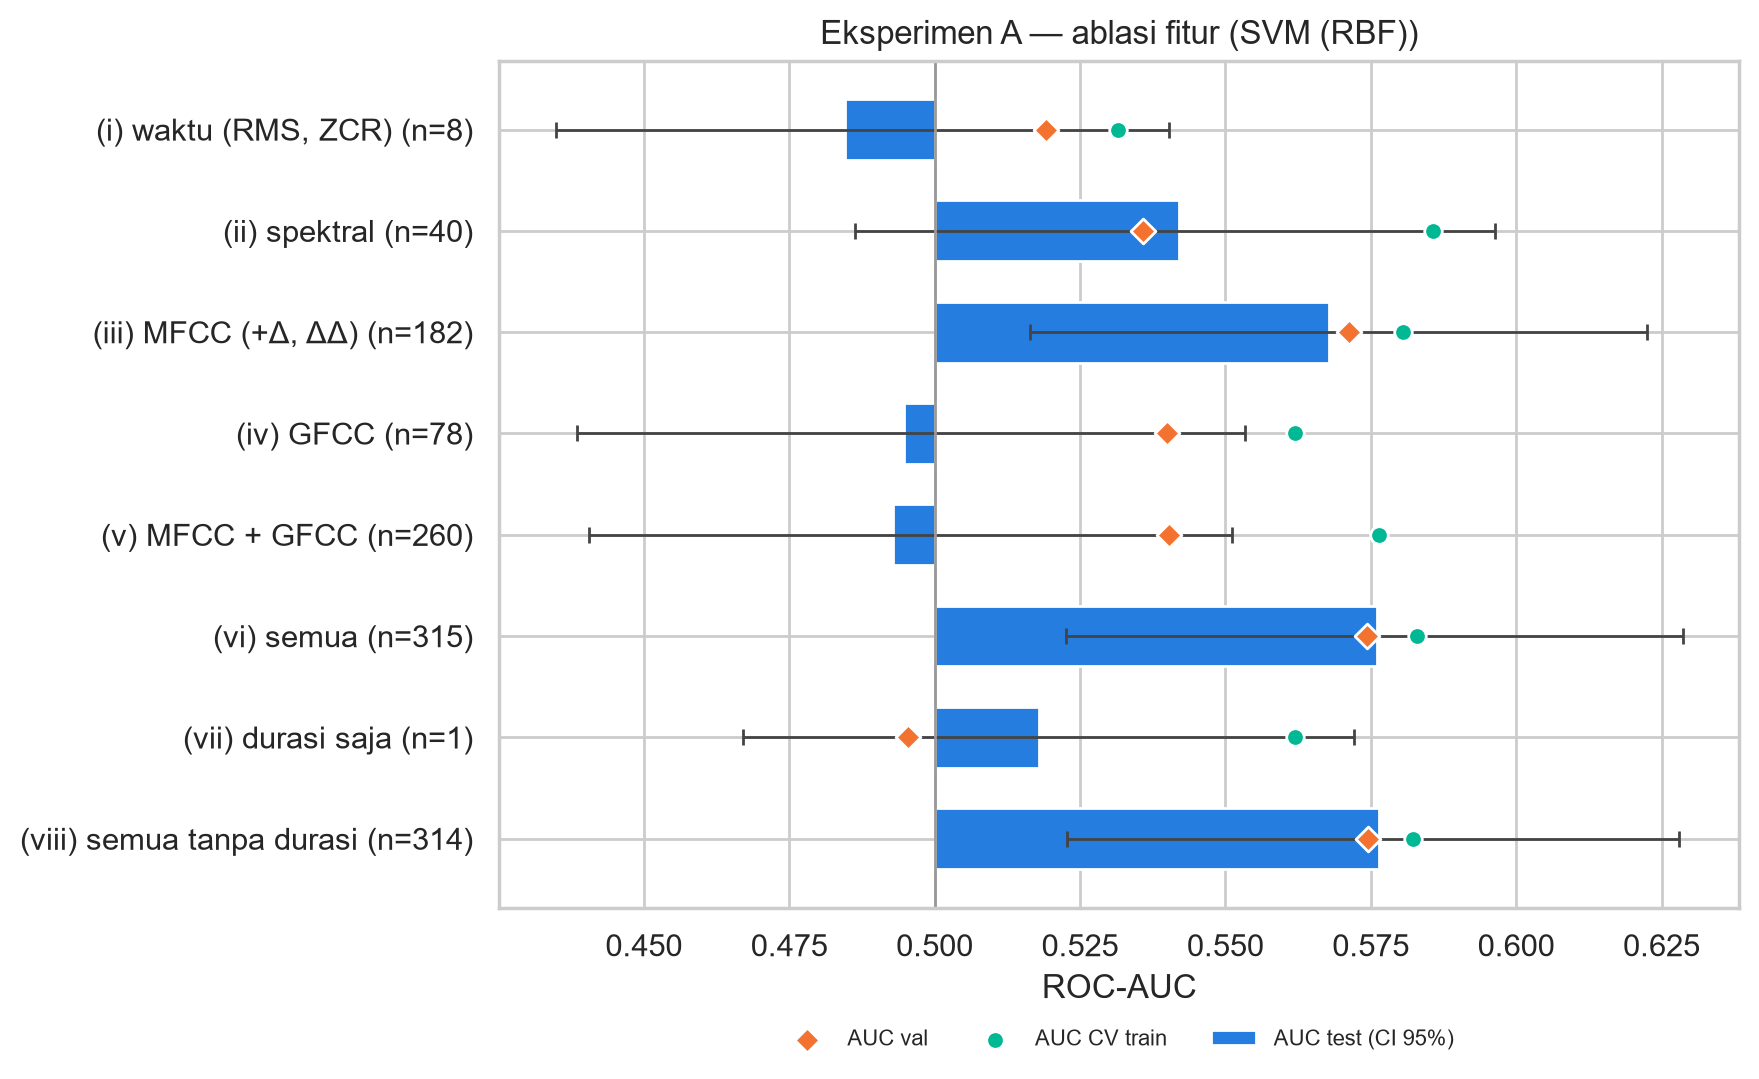 Eksperimen A — ablasi fitur (SVM (RBF))
(i) waktu (RMS, ZCR) (n=8)
(ii) spektral (n=40)
(iii) MFCC (+Δ, ΔΔ) (n=182)
(iv) GFCC (n=78)
(v) MFCC + GFCC (n=260)
(vi) semua (n=315)
(vii) durasi saja (n=1)
(viii) semua tanpa durasi (n=314)
0.450 0.475 0.500 0.525 0.550 0.575 0.600 0.625
ROC-AUC
AUC val AUC CV train AUC test (CI 95%)